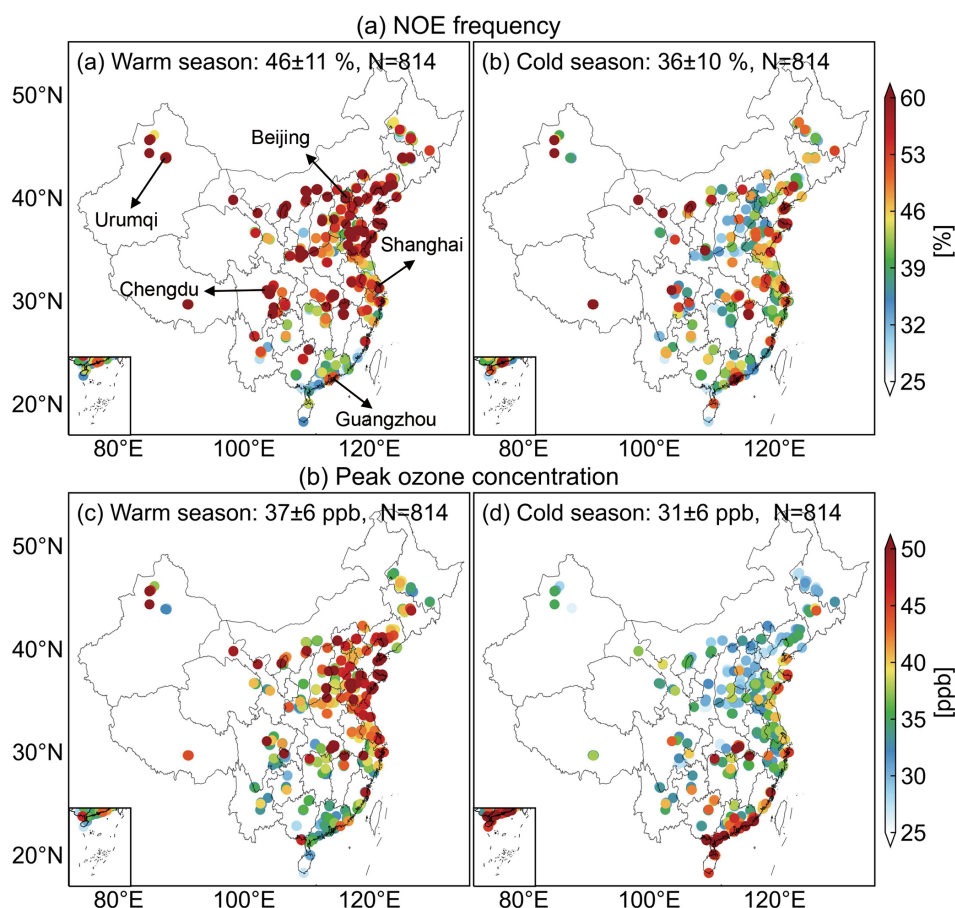 (a) NOE frequency
(a) Warm season: 46±11 %, N=814
(b) Cold season: 36±10 %, N=814
50°N
40°N
30°N
20°N
Beijing
Urumqi
Shanghai
Chengdu
Guangzhou
80°E 100°E 120°E
80°E 100°E 120°E
60
53
46
39
32
25
[%]
(b) Peak ozone concentration
(c) Warm season: 37±6 ppb, N=814
(d) Cold season: 31±6 ppb, N=814
50°N
40°N
30°N
20°N
80°E 100°E 120°E
80°E 100°E 120°E
50
45
40
35
30
25
[ppb]